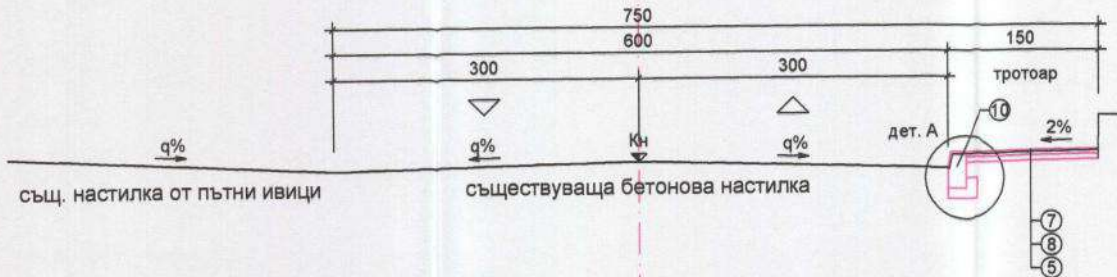 750
600
150
300
300
тротоар
10
дет. А
2%
q%
q%
Кн
q%
същ. настилка от пътни ивици
съществуваща бетонова настилка
7
8
5